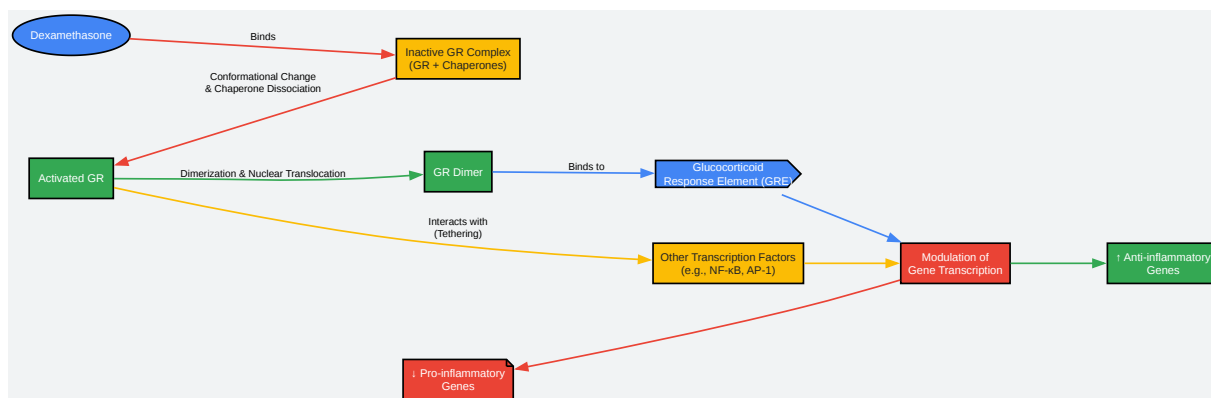 Dexamethasone
Binds
Inactive GR Complex
(GR + Chaperones)
Conformational Change
& Chaperone Dissociation
Activated GR
Dimerization & Nuclear Translocation
GR Dimer
Binds to
Glucocorticoid
Response Element (GRE)
Interacts with
(Tethering)
Other Transcription Factors
(e.g., NF-κB, AP-1)
Modulation of
Gene Transcription
↑ Anti-inflammatory
Genes
↓ Pro-inflammatory
Genes